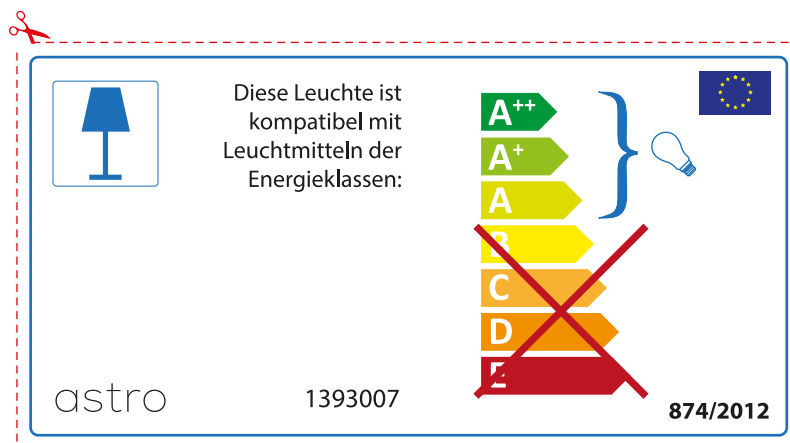 Diese Leuchte ist
kompatibel mit
Leuchtmitteln der
Energieklassen:
A++
A+
A
B
C
D
E
astro
1393007
874/2012